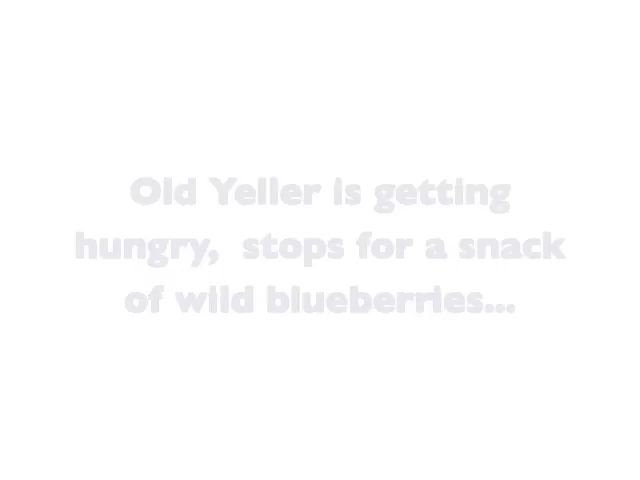 Old Yeller is getting
hungry,  stops for a snack
of wild blueberries...